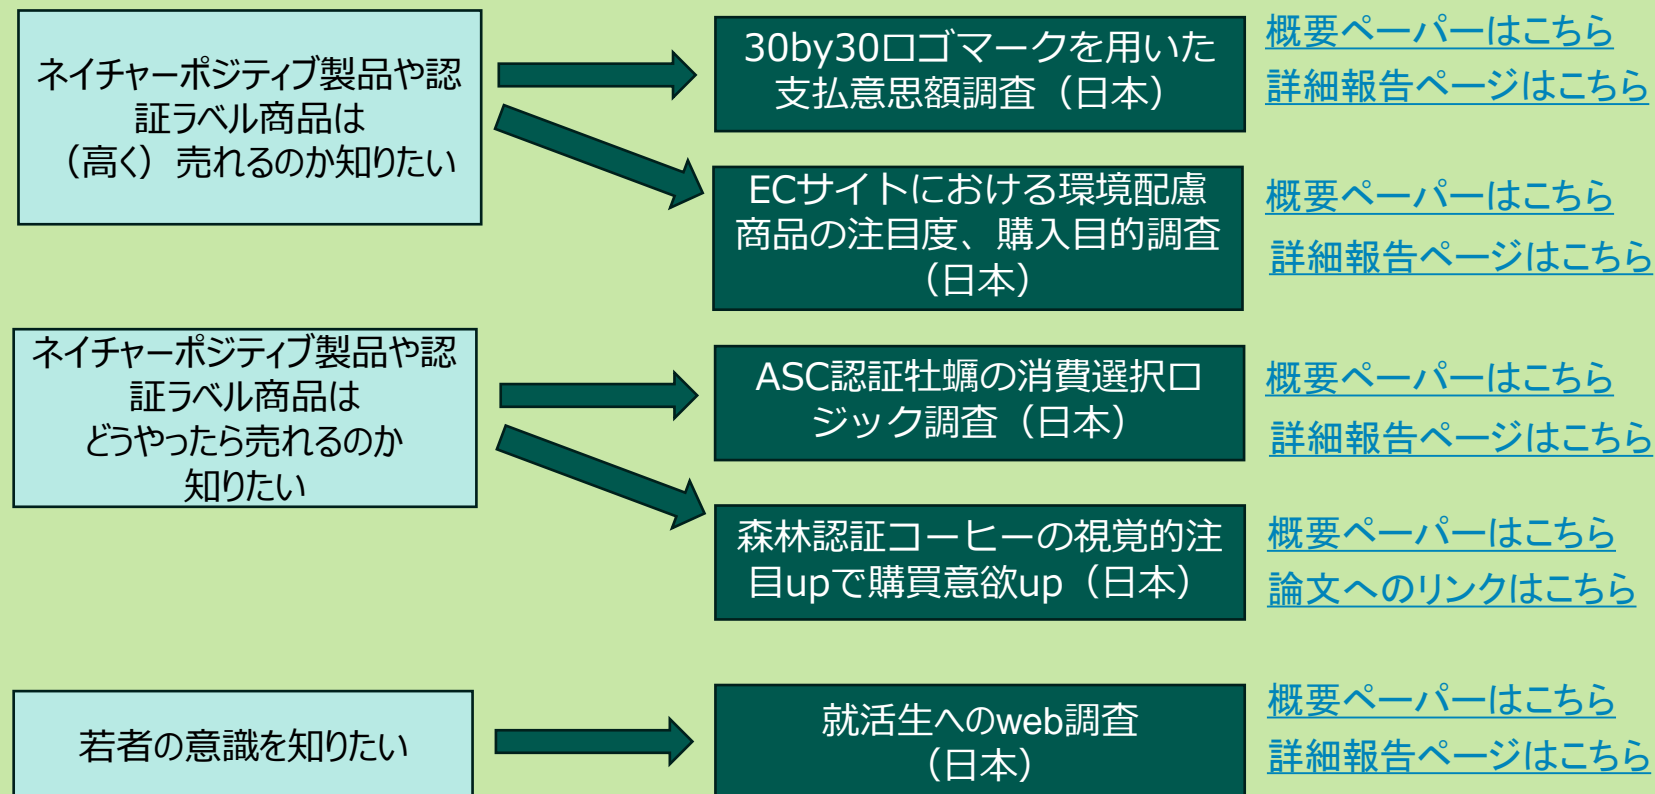 ネイチャーポジティブ製品や認
証ラベル商品は
（高く）売れるのか知りたい
30by30ロゴマークを用いた
支払意思額調査（日本）
概要ペーパーはこちら
詳細報告ページはこちら
ECサイトにおける環境配慮
商品の注目度、購入目的調査
（日本）
概要ペーパーはこちら
詳細報告ページはこちら
ネイチャーポジティブ製品や認
証ラベル商品は
どうやったら売れるのか
知りたい
ASC認証牡蠣の消費選択ロ
ジック調査（日本）
概要ペーパーはこちら
詳細報告ページはこちら
森林認証コーヒーの視覚的注
目upで購買意欲up（日本）
概要ペーパーはこちら
論文へのリンクはこちら
若者の意識を知りたい
就活生へのweb調査
（日本）
概要ペーパーはこちら
詳細報告ページはこちら